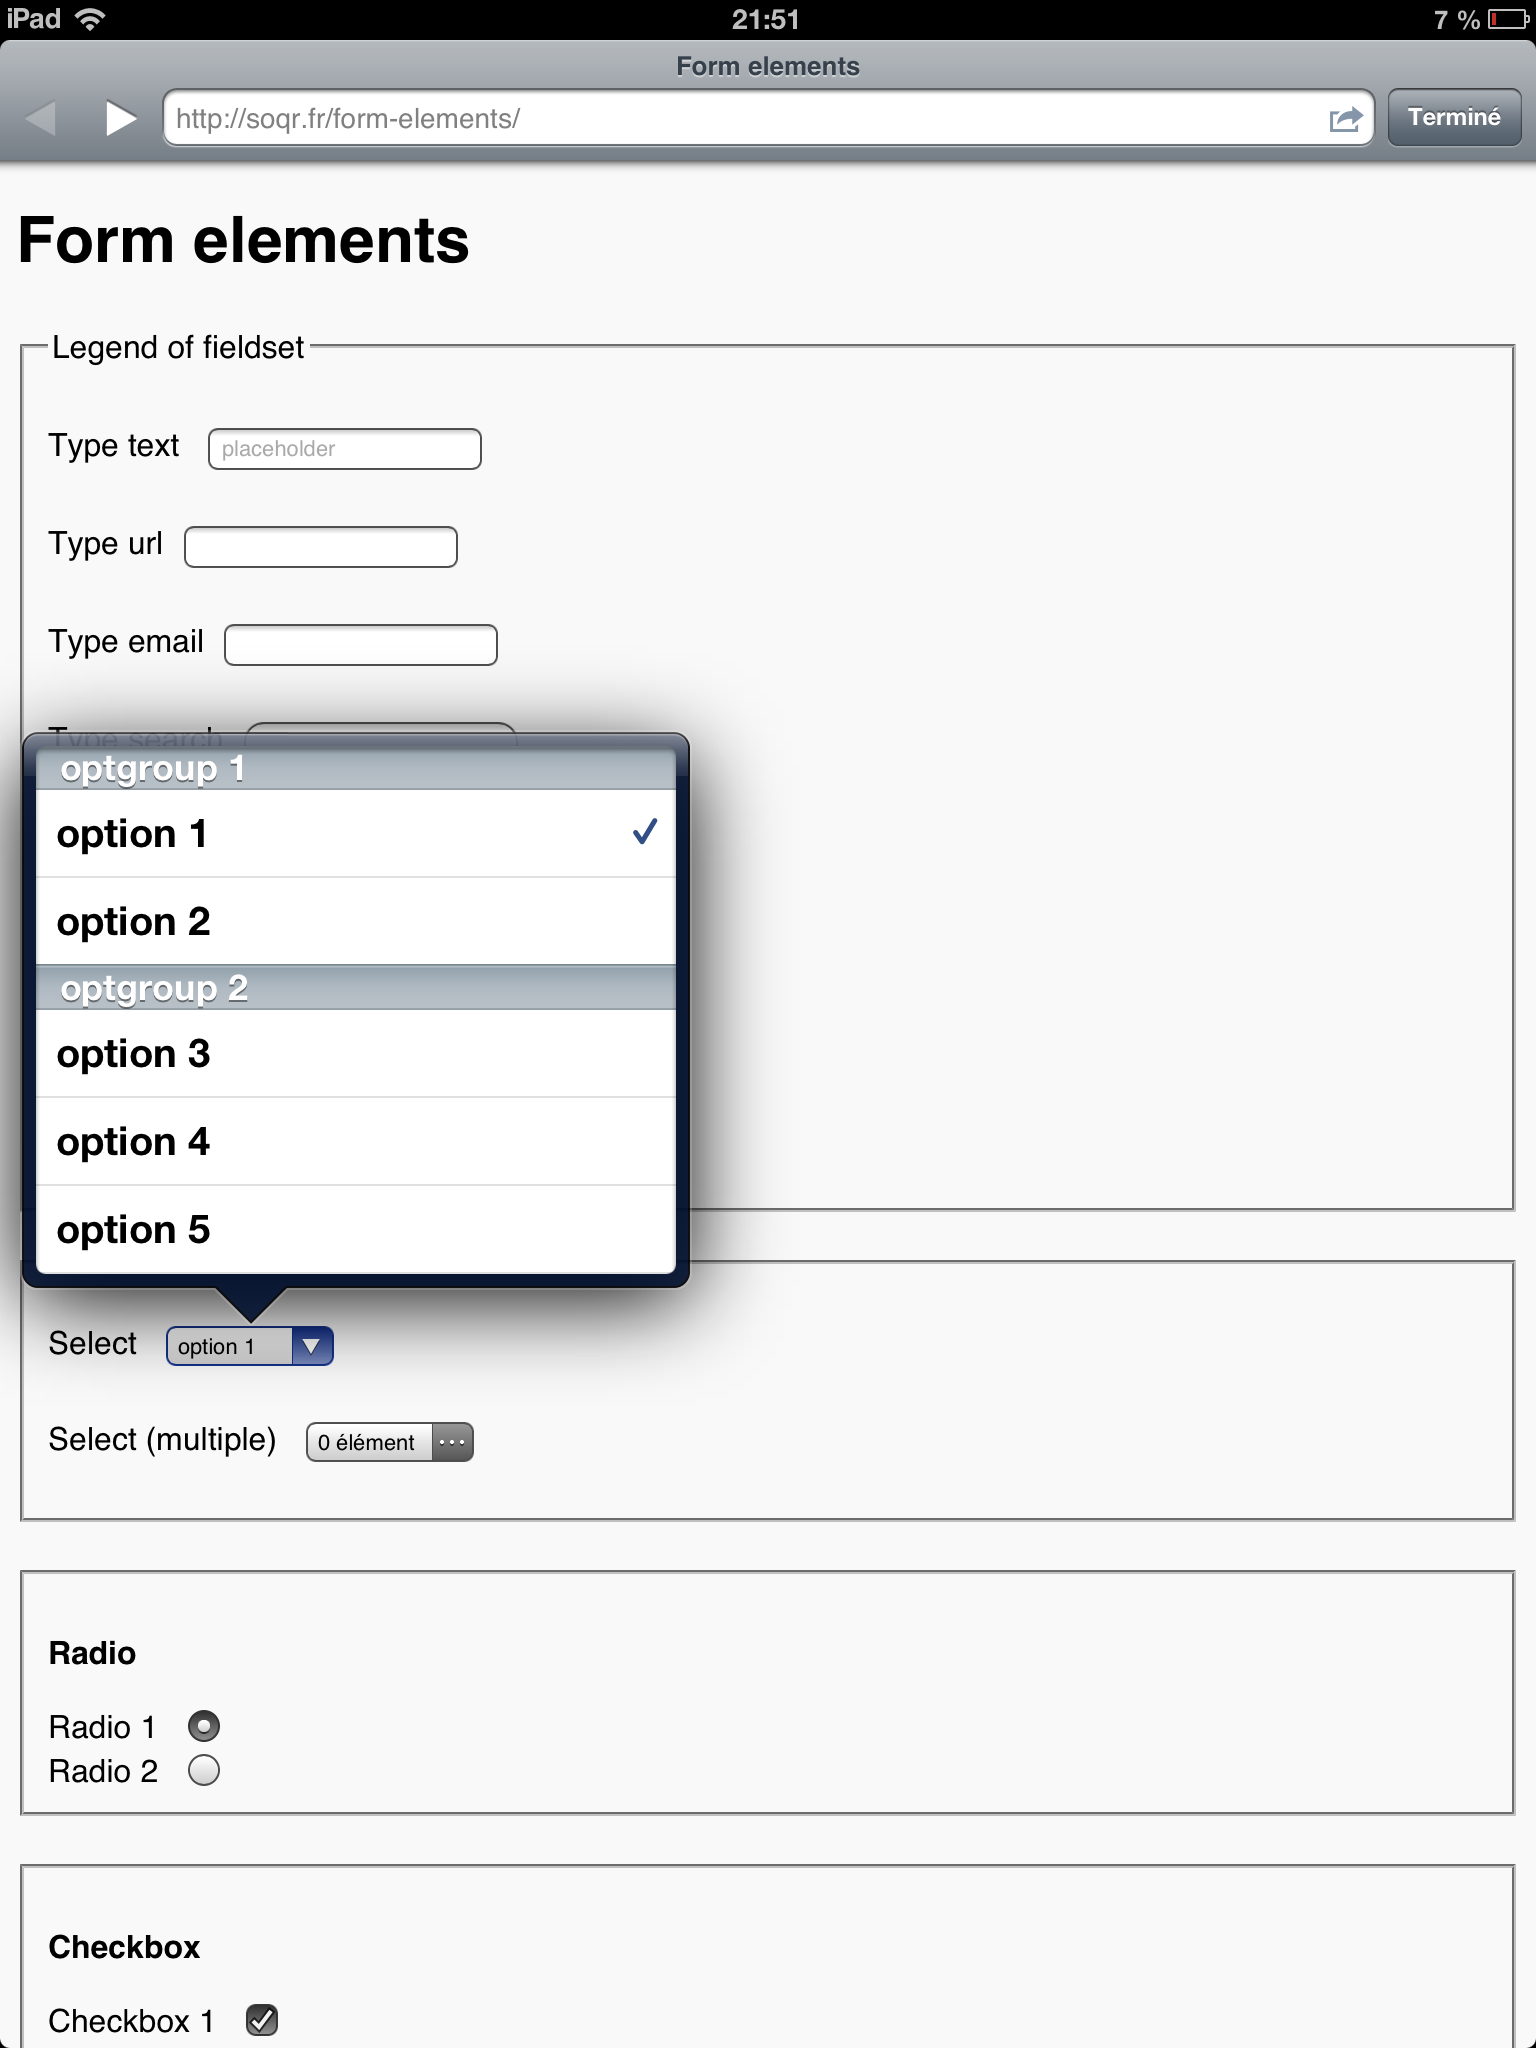 iPad 21:51 7 %
Form elements
http://soqr.fr/form-elements/ Terminé
Form elements
Legend of fieldset
Type text placeholder
Type url
Type email
Type search
optgroup 1
option 1
option 2
optgroup 2
option 3
option 4
option 5
Select option 1
Select (multiple) 0 élément
Radio
Radio 1
Radio 2
Checkbox
Checkbox 1